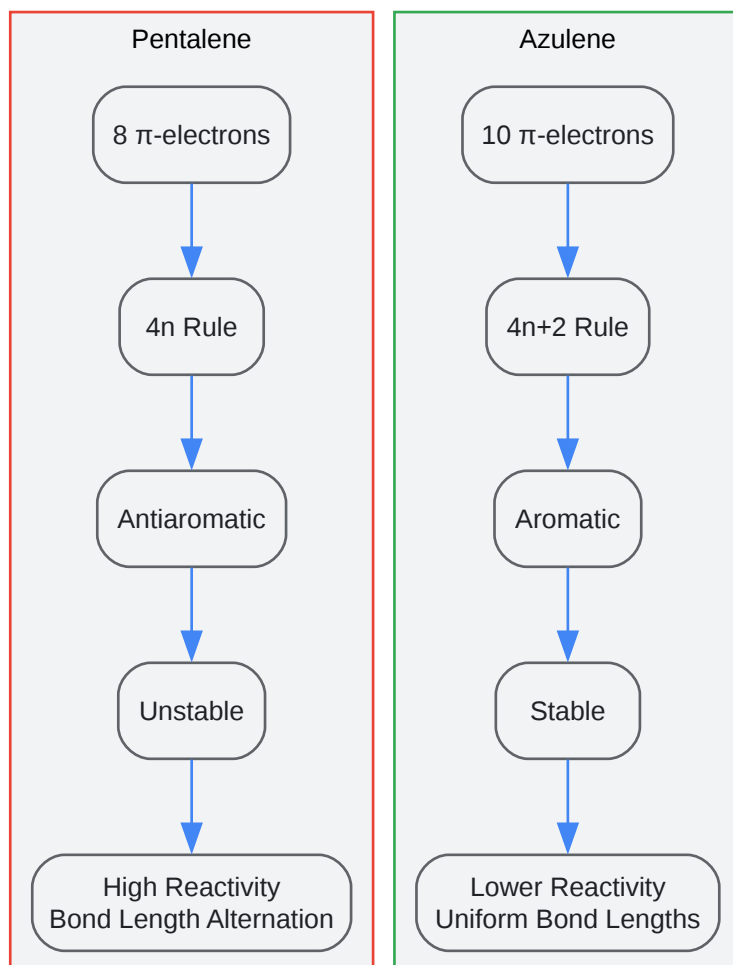 Pentalene
8 π-electrons
4n Rule
Antiaromatic
Unstable
High Reactivity
Bond Length Alternation
Azulene
10 π-electrons
4n+2 Rule
Aromatic
Stable
Lower Reactivity
Uniform Bond Lengths